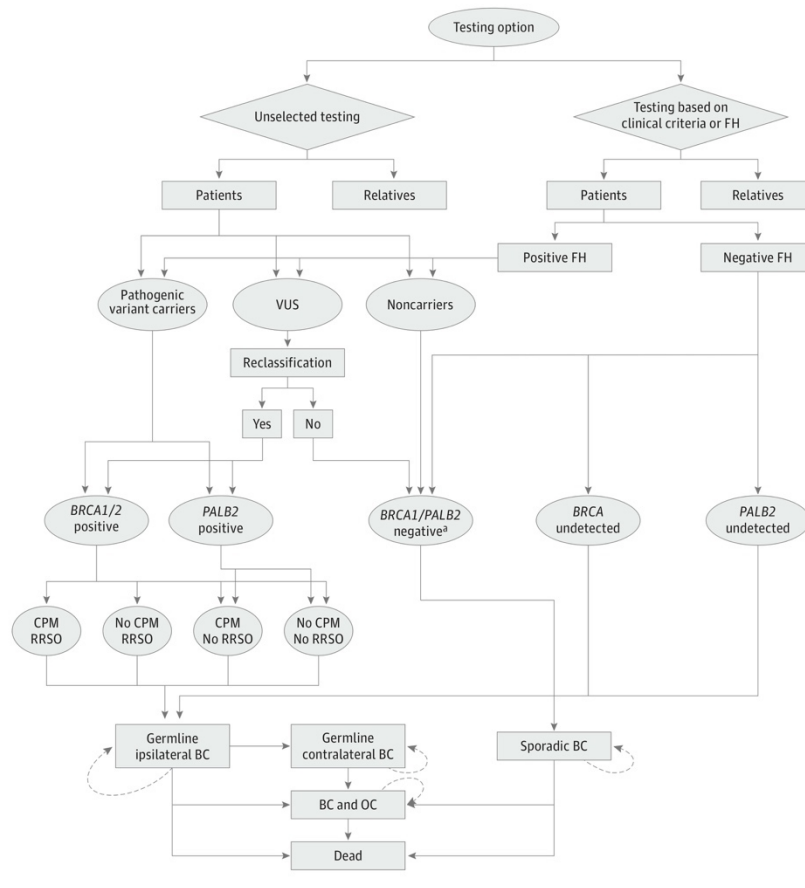 Testing option
Unselected testing
Testing based on
clinical criteria or FH
Patients
Relatives
Patients
Relatives
Positive FH
Negative FH
Pathogenic
variant carriers
VUS
Noncarriers
Reclassification
Yes
No
BRCA1/2
positive
PALB2
positive
BRCA1/PALB2
negativeᵃ
BRCA
undetected
PALB2
undetected
CPM
RRSO
No CPM
RRSO
CPM
No RRSO
No CPM
No RRSO
Germline
ipsilateral BC
Germline
contralateral BC
Sporadic BC
BC and OC
Dead